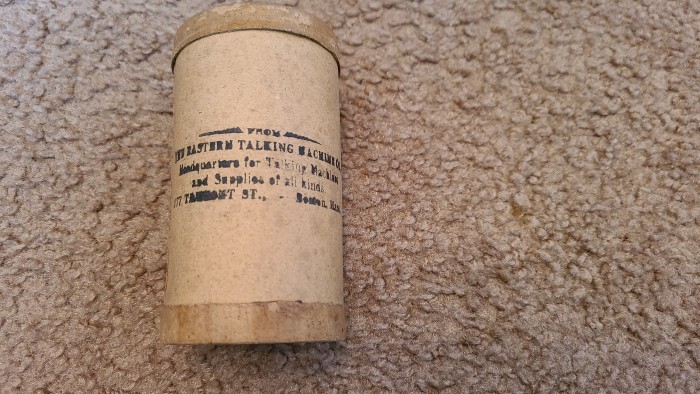 FROM
THE EASTERN TALKING MACHINE CO
Headquarters for Talking Machines
and Supplies of all kinds.
177 TREMONT ST., - Boston, Mass